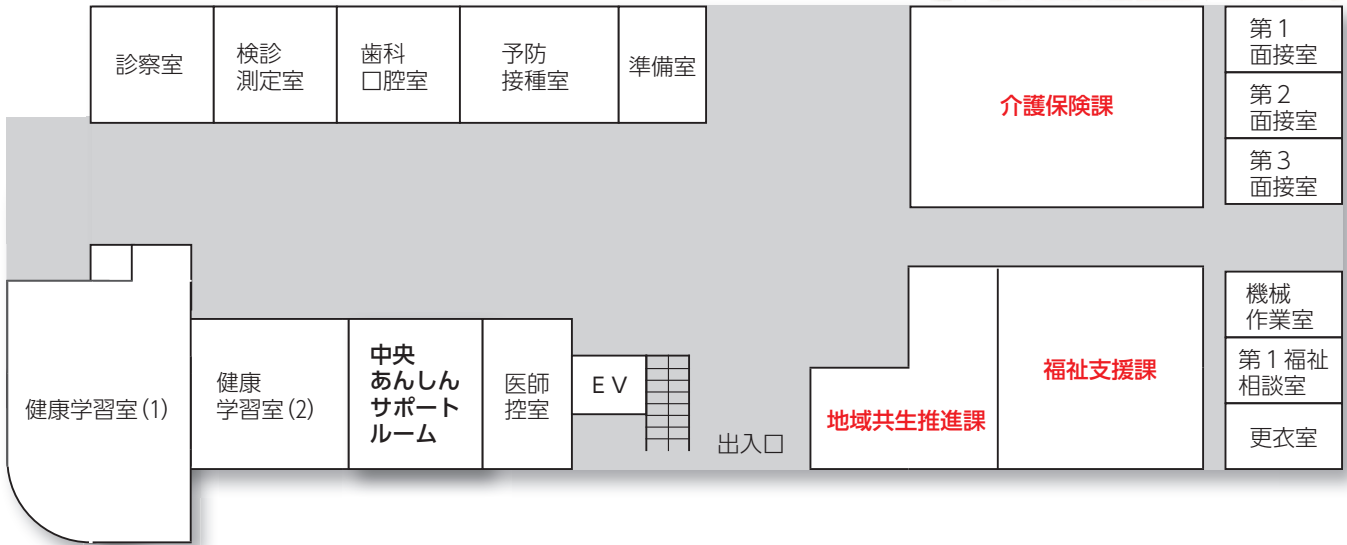 診察室
検診
測定室
歯科
口腔室
予防
接種室
準備室
介護保険課
第1
面接室
第2
面接室
第3
面接室
健康学習室(1)
健康
学習室(2)
中央
あんしん
サポート
ルーム
医師
控室
EV
出入口
地域共生推進課
福祉支援課
機械
作業室
第1福祉
相談室
更衣室